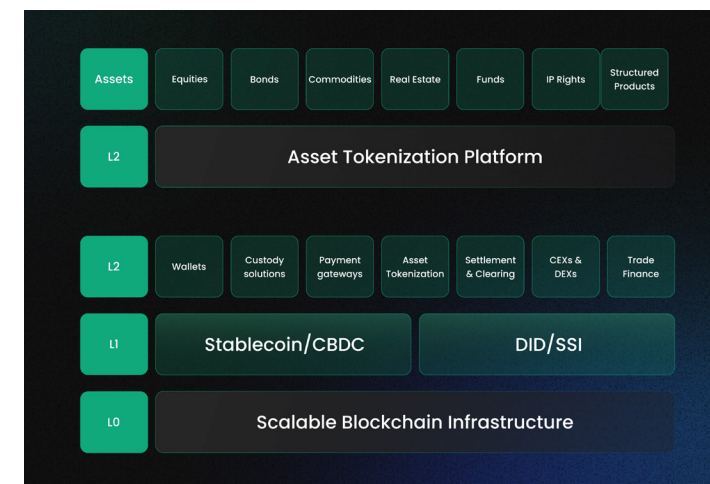 Assets
Equities
Bonds
Commodities
Real Estate
Funds
IP Rights
Structured
Products
L2
Asset Tokenization Platform
L2
Wallets
Custody
solutions
Payment
gateways
Asset
Tokenization
Settlement
& Clearing
CEXs &
DEXs
Trade
Finance
L1
Stablecoin/CBDC
DID/SSI
L0
Scalable Blockchain Infrastructure